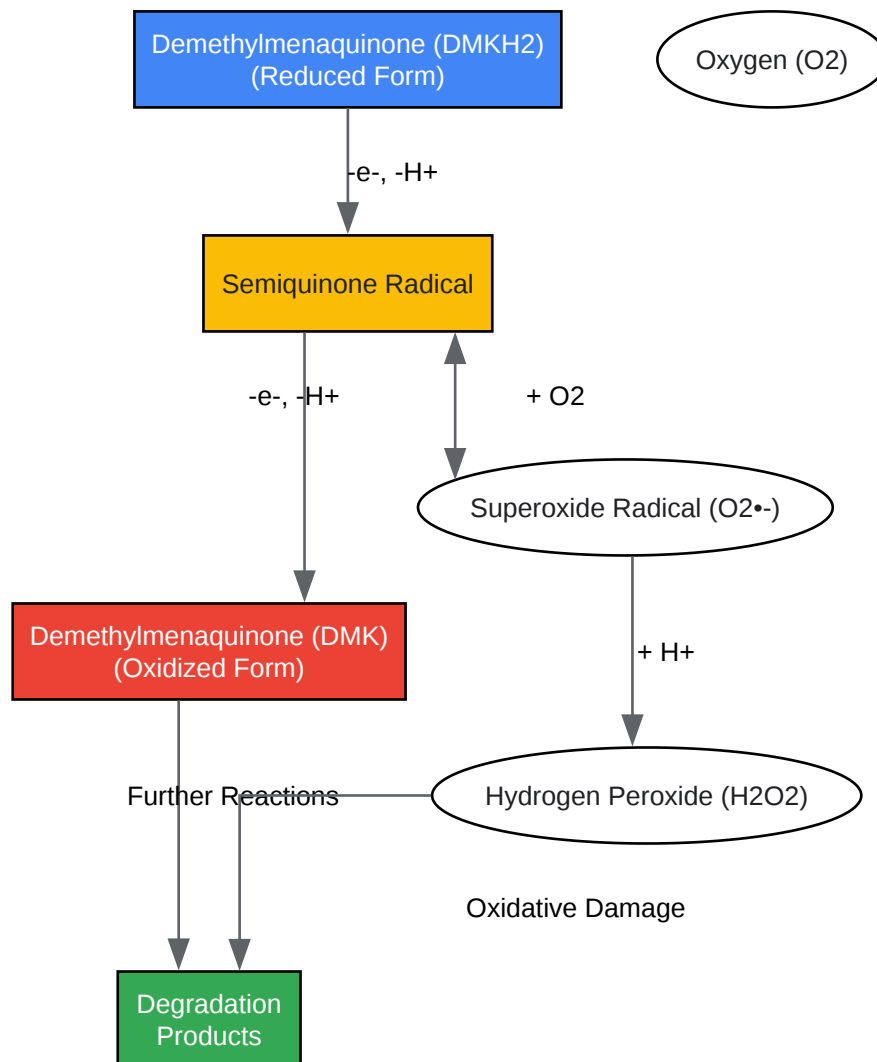 Demethylmenaquinone (DMKH2)
(Reduced Form)
Oxygen (O2)
-e-, -H+
Semiquinone Radical
-e-, -H+
+ O2
Superoxide Radical (O2•-)
Demethylmenaquinone (DMK)
(Oxidized Form)
+ H+
Further Reactions
Hydrogen Peroxide (H2O2)
Oxidative Damage
Degradation
Products